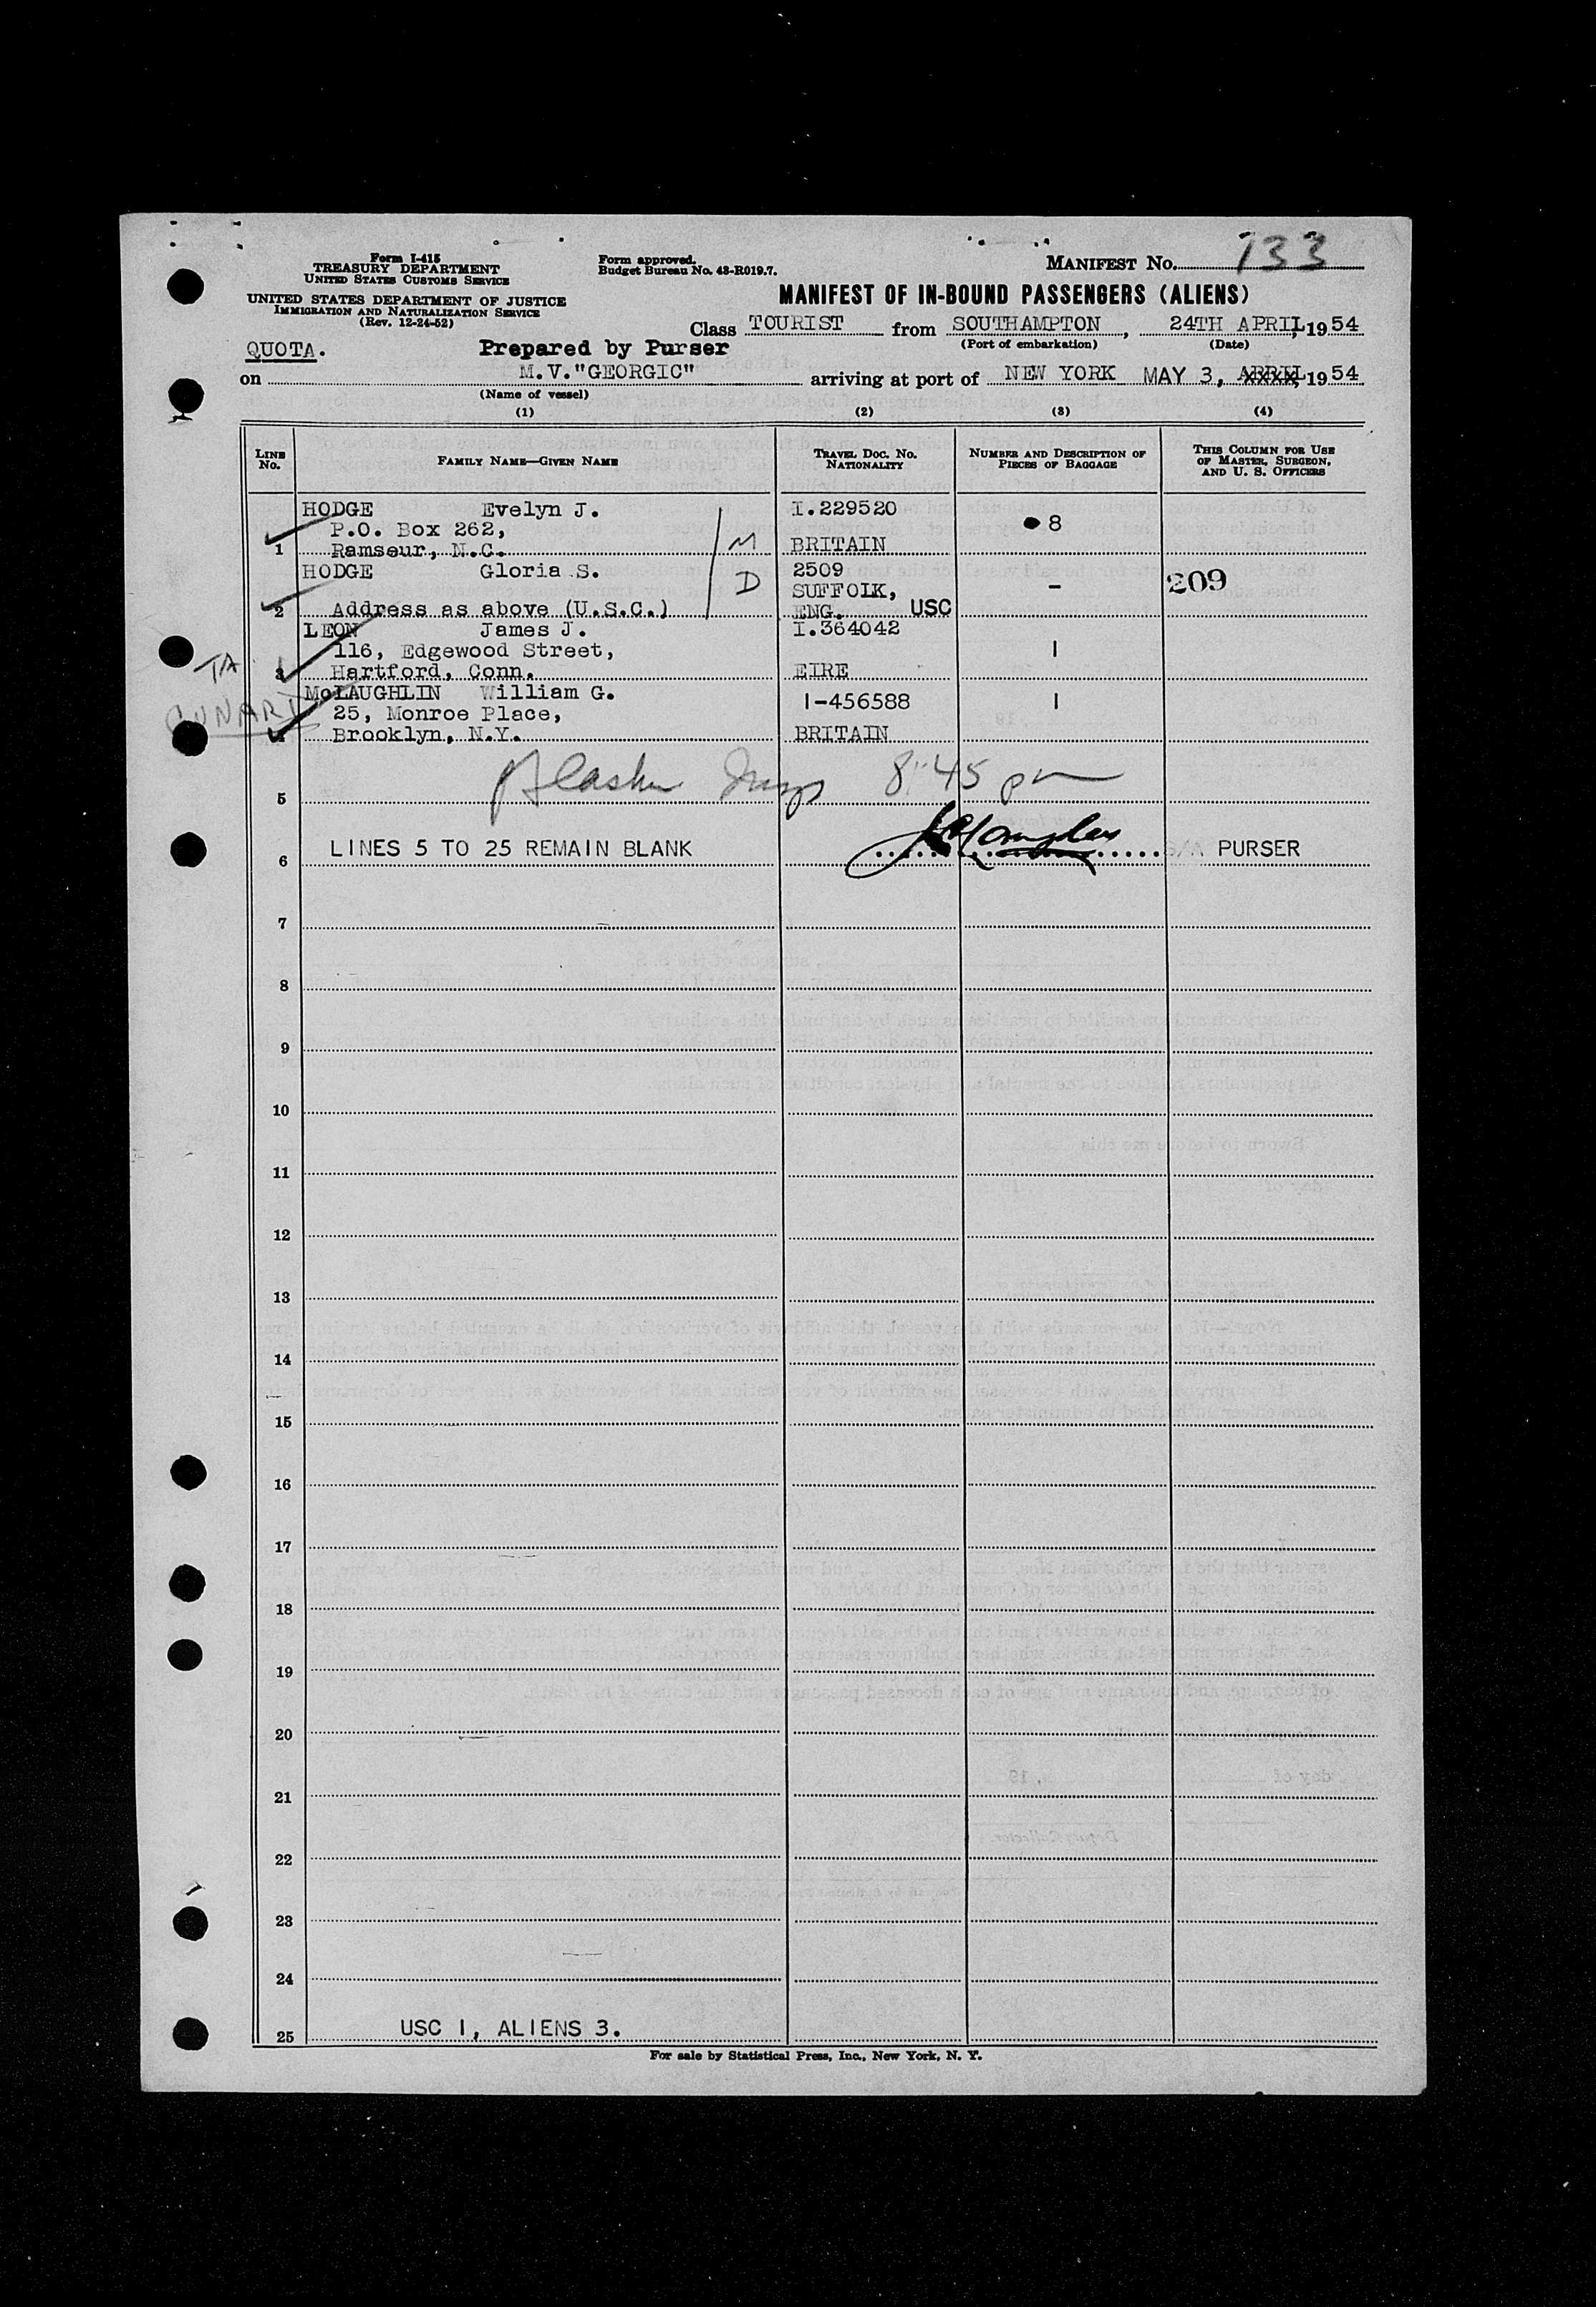 Form I-415
TREASURY DEPARTMENT
UNITED STATES CUSTOMS SERVICE
UNITED STATES DEPARTMENT OF JUSTICE
IMMIGRATION AND NATURALIZATION SERVICE
(Rev. 12-24-52)
Form approved.
Budget Bureau No. 43-R019.7.
MANIFEST No. 133
MANIFEST OF IN-BOUND PASSENGERS (ALIENS)
Class TOURIST from SOUTHAMPTON, 24TH APRIL, 1954
(Port of embarkation) (Date)
QUOTA. Prepared by Purser
on M.V."GEORGIC" arriving at port of NEW YORK MAY 3, APRIL 1954
(Name of vessel)
(1) (2) (3) (4)
LINE No. FAMILY NAME—GIVEN NAME TRAVEL DOC. NO. NATIONALITY NUMBER AND DESCRIPTION OF PIECES OF BAGGAGE THIS COLUMN FOR USE OF MASTER, SURGEON, AND U. S. OFFICERS
HODGE Evelyn J. I.229520
P.O. Box 262, 8
1 Ramseur, N.C. M BRITAIN
HODGE Gloria S. 2509
D SUFFOLK, - 209
2 Address as above (U.S.C.) ENG. USC
LEON James J. I.364042
116, Edgewood Street, 1
TA 3 Hartford, Conn. EIRE
McLAUGHLIN William G. I-456588 1
CUNARD 25, Monroe Place,
4 Brooklyn, N.Y. BRITAIN
5 8:45 pm
6 LINES 5 TO 25 REMAIN BLANK PURSER
7
8
9
10
11
12
13
14
15
16
17
18
19
20
21
22
23
24
25 USC 1, ALIENS 3.
For sale by Statistical Press, Inc., New York, N. Y.